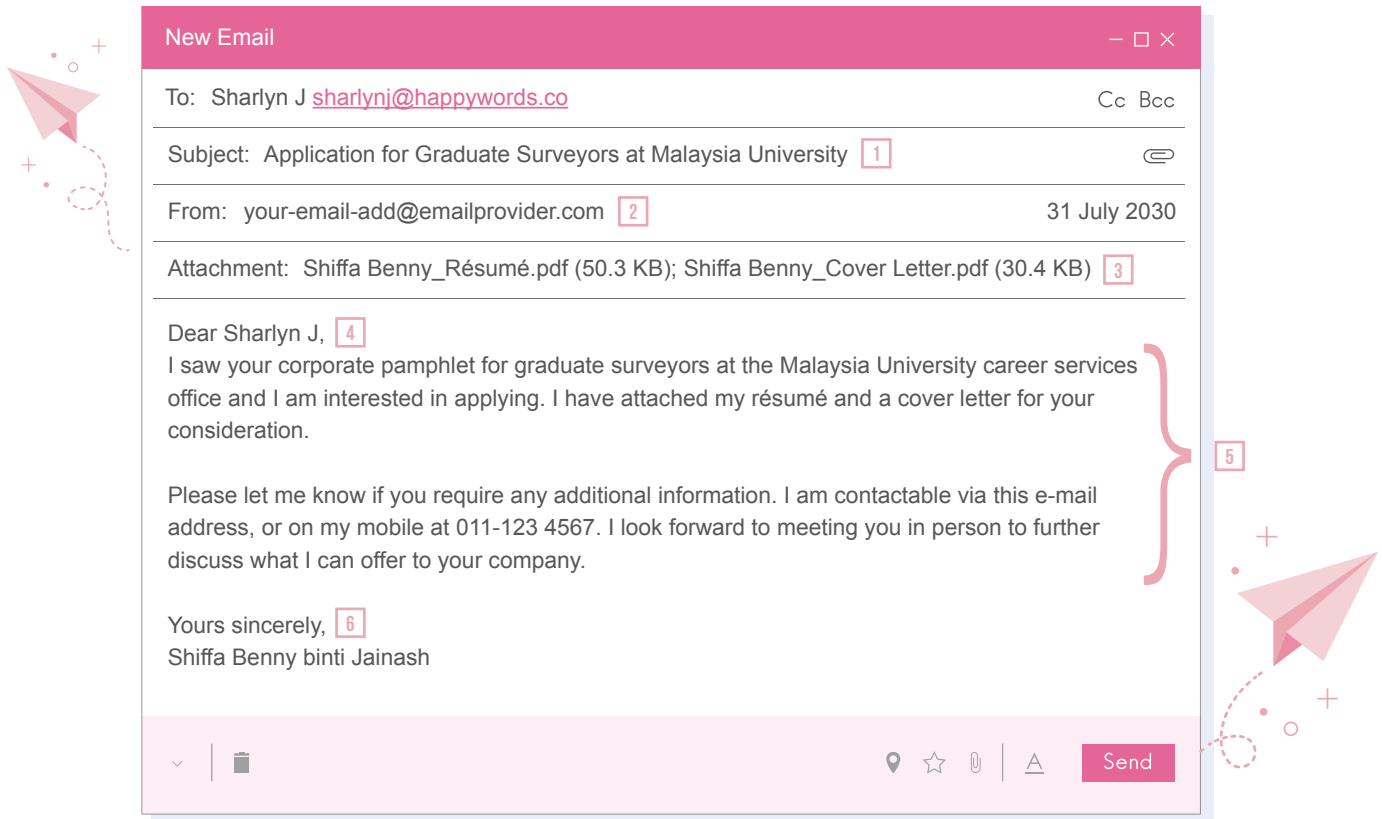 New Email
To: Sharlyn J sharlynj@happywords.co Cc Bcc
Subject: Application for Graduate Surveyors at Malaysia University 1
From: your-email-add@emailprovider.com 2 31 July 2030
Attachment: Shiffa Benny_Résumé.pdf (50.3 KB); Shiffa Benny_Cover Letter.pdf (30.4 KB) 3
Dear Sharlyn J, 4
I saw your corporate pamphlet for graduate surveyors at the Malaysia University career services
office and I am interested in applying. I have attached my résumé and a cover letter for your
consideration.
5
Please let me know if you require any additional information. I am contactable via this e-mail
address, or on my mobile at 011-123 4567. I look forward to meeting you in person to further
discuss what I can offer to your company.
Yours sincerely, 6
Shiffa Benny binti Jainash
A Send